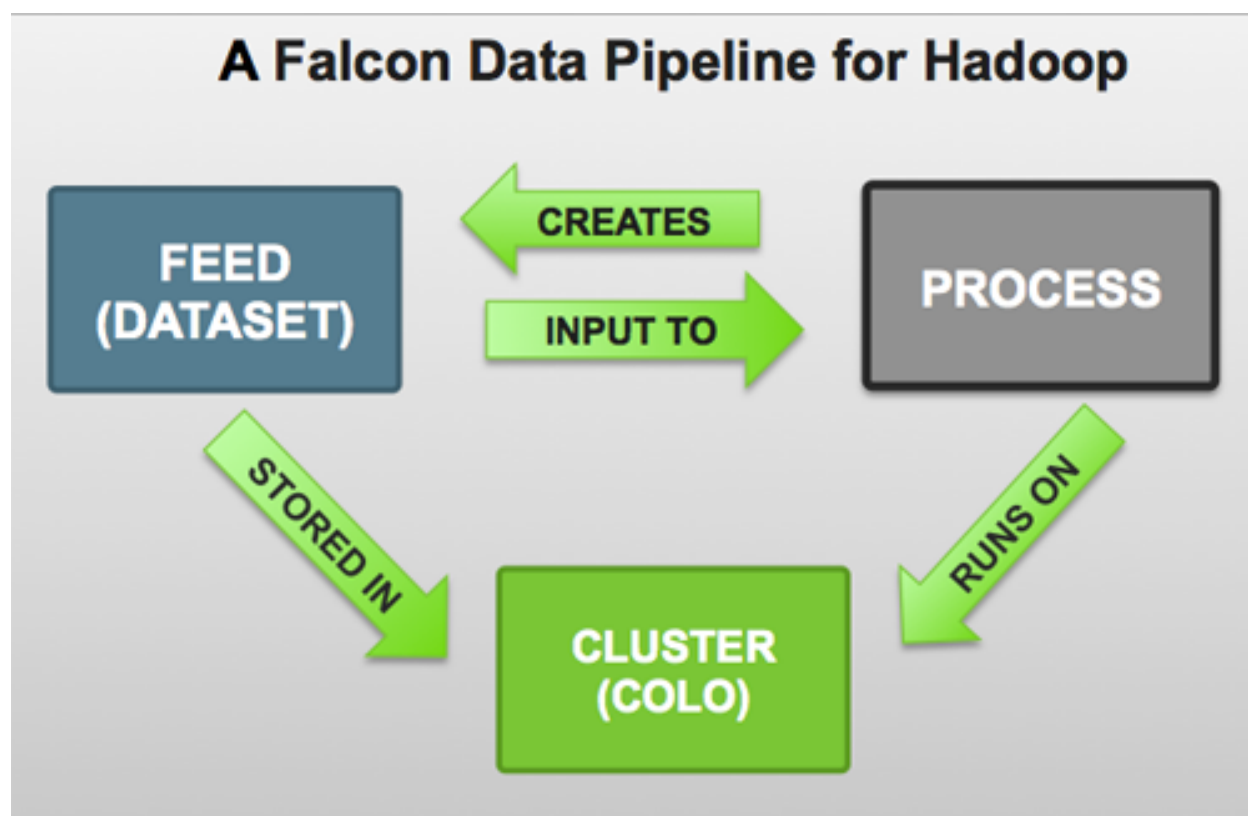 A Falcon Data Pipeline for Hadoop
FEED
(DATASET)
CREATES
INPUT TO
PROCESS
STORED IN
RUNS ON
CLUSTER
(COLO)